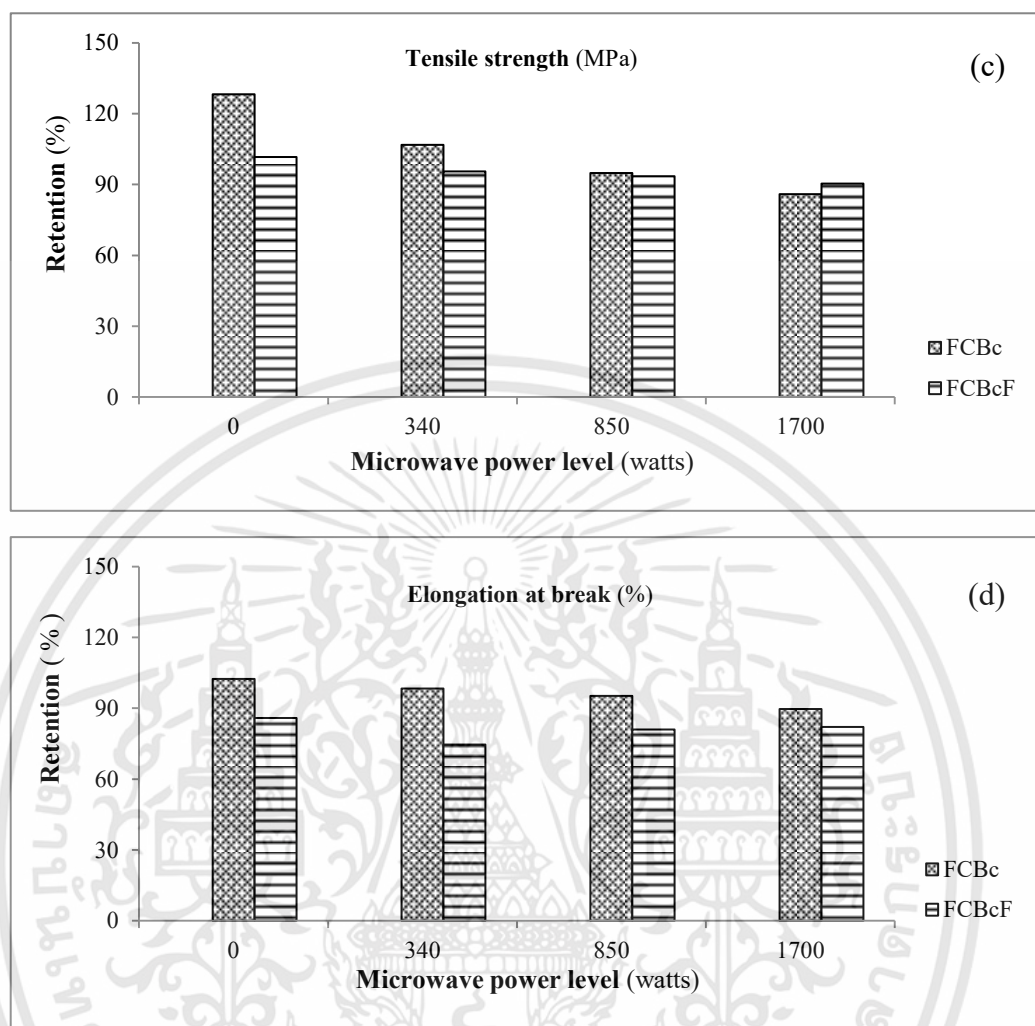 150
Tensile strength (MPa)
(c)
120
90
60
30
0
Retention (%)
FCBc
FCBcF
0 340 850 1700
Microwave power level (watts)
150
Elongation at break (%)
(d)
120
90
60
30
0
Retention ( % )
FCBc
FCBcF
0 340 850 1700
Microwave power level (watts)